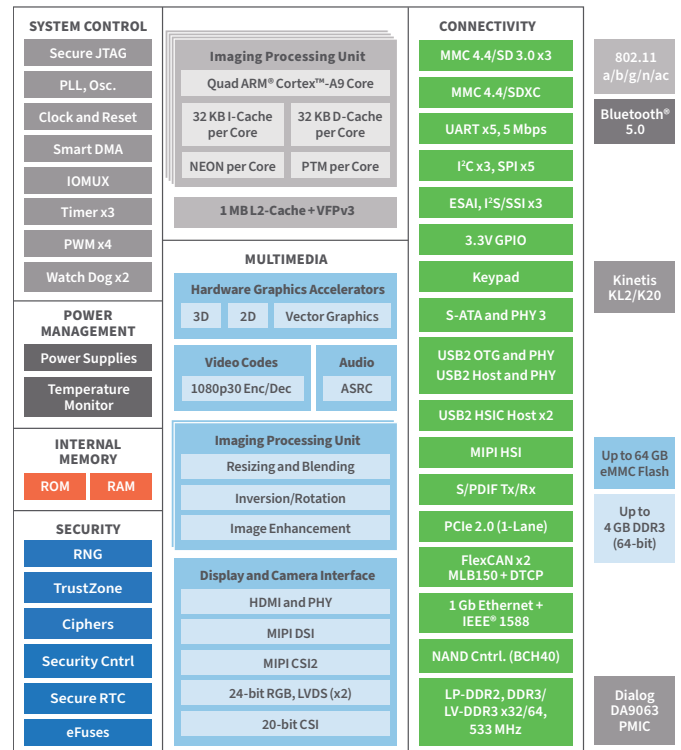 SYSTEM CONTROL
Secure JTAG
PLL, Osc.
Clock and Reset
Smart DMA
IOMUX
Timer x3
PWM x4
Watch Dog x2
POWER
MANAGEMENT
Power Supplies
Temperature
Monitor
INTERNAL
MEMORY
ROM
RAM
SECURITY
RNG
TrustZone
Ciphers
Security Cntrl
Secure RTC
eFuses
Imaging Processing Unit
Quad ARM® Cortex™-A9 Core
32 KB I-Cache
per Core
32 KB D-Cache
per Core
NEON per Core
PTM per Core
1 MB L2-Cache + VFPv3
MULTIMEDIA
Hardware Graphics Accelerators
3D
2D
Vector Graphics
Video Codes
1080p30 Enc/Dec
Audio
ASRC
Imaging Processing Unit
Resizing and Blending
Inversion/Rotation
Image Enhancement
Display and Camera Interface
HDMI and PHY
MIPI DSI
MIPI CSI2
24-bit RGB, LVDS (x2)
20-bit CSI
CONNECTIVITY
MMC 4.4/SD 3.0 x3
MMC 4.4/SDXC
UART x5, 5 Mbps
I²C x3, SPI x5
ESAI, I²S/SSI x3
3.3V GPIO
Keypad
S-ATA and PHY 3
USB2 OTG and PHY
USB2 Host and PHY
USB2 HSIC Host x2
MIPI HSI
S/PDIF Tx/Rx
PCIe 2.0 (1-Lane)
FlexCAN x2
MLB150 + DTCP
1 Gb Ethernet +
IEEE® 1588
NAND Cntrl. (BCH40)
LP-DDR2, DDR3/
LV-DDR3 x32/64,
533 MHz
802.11
a/b/g/n/ac
Bluetooth®
5.0
Kinetis
KL2/K20
Up to 64 GB
eMMC Flash
Up to
4 GB DDR3
(64-bit)
Dialog
DA9063
PMIC